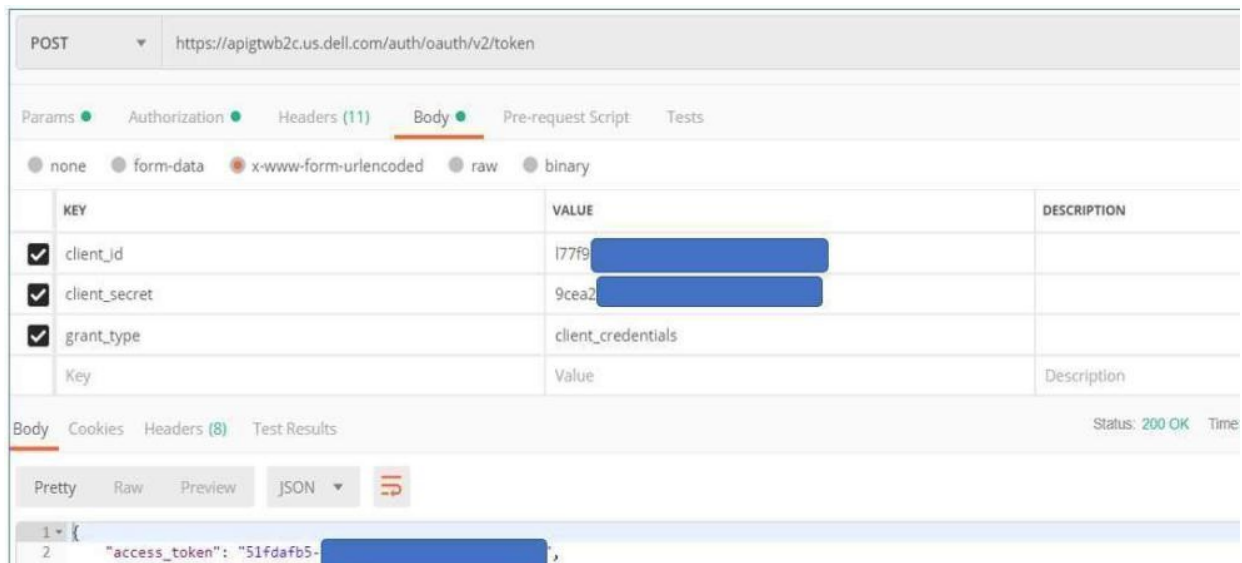 POST https://apigtwb2c.us.dell.com/auth/oauth/v2/token
Params Authorization Headers (11) Body Pre-request Script Tests
none form-data x-www-form-urlencoded raw binary
KEY VALUE DESCRIPTION
client_id l77f9
client_secret 9cea2
grant_type client_credentials
Key Value Description
Body Cookies Headers (8) Test Results Status: 200 OK Time
Pretty Raw Preview JSON
1 {
2 "access_token": "51fdafb5- ",